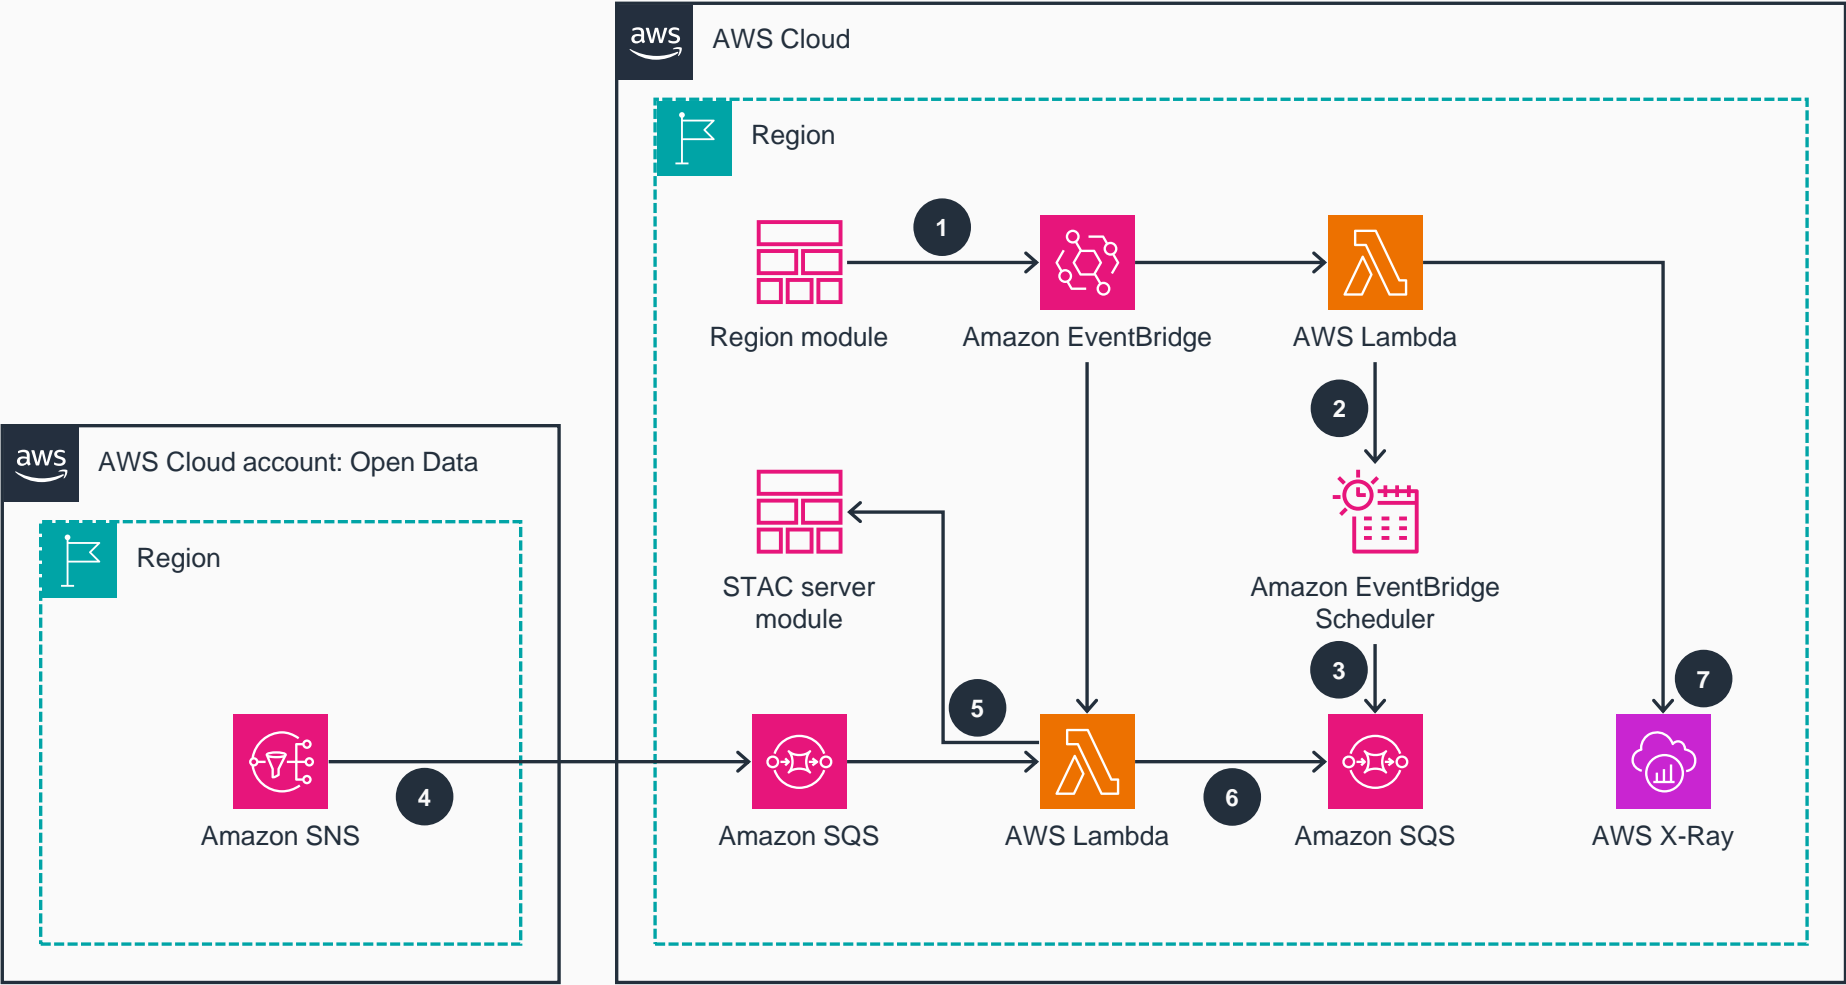 aws
AWS Cloud
Region
1
Region module
Amazon EventBridge
AWS Lambda
2
aws
AWS Cloud account: Open Data
Region
STAC server
module
Amazon EventBridge
Scheduler
3
7
5
4
6
Amazon SNS
Amazon SQS
AWS Lambda
Amazon SQS
AWS X-Ray